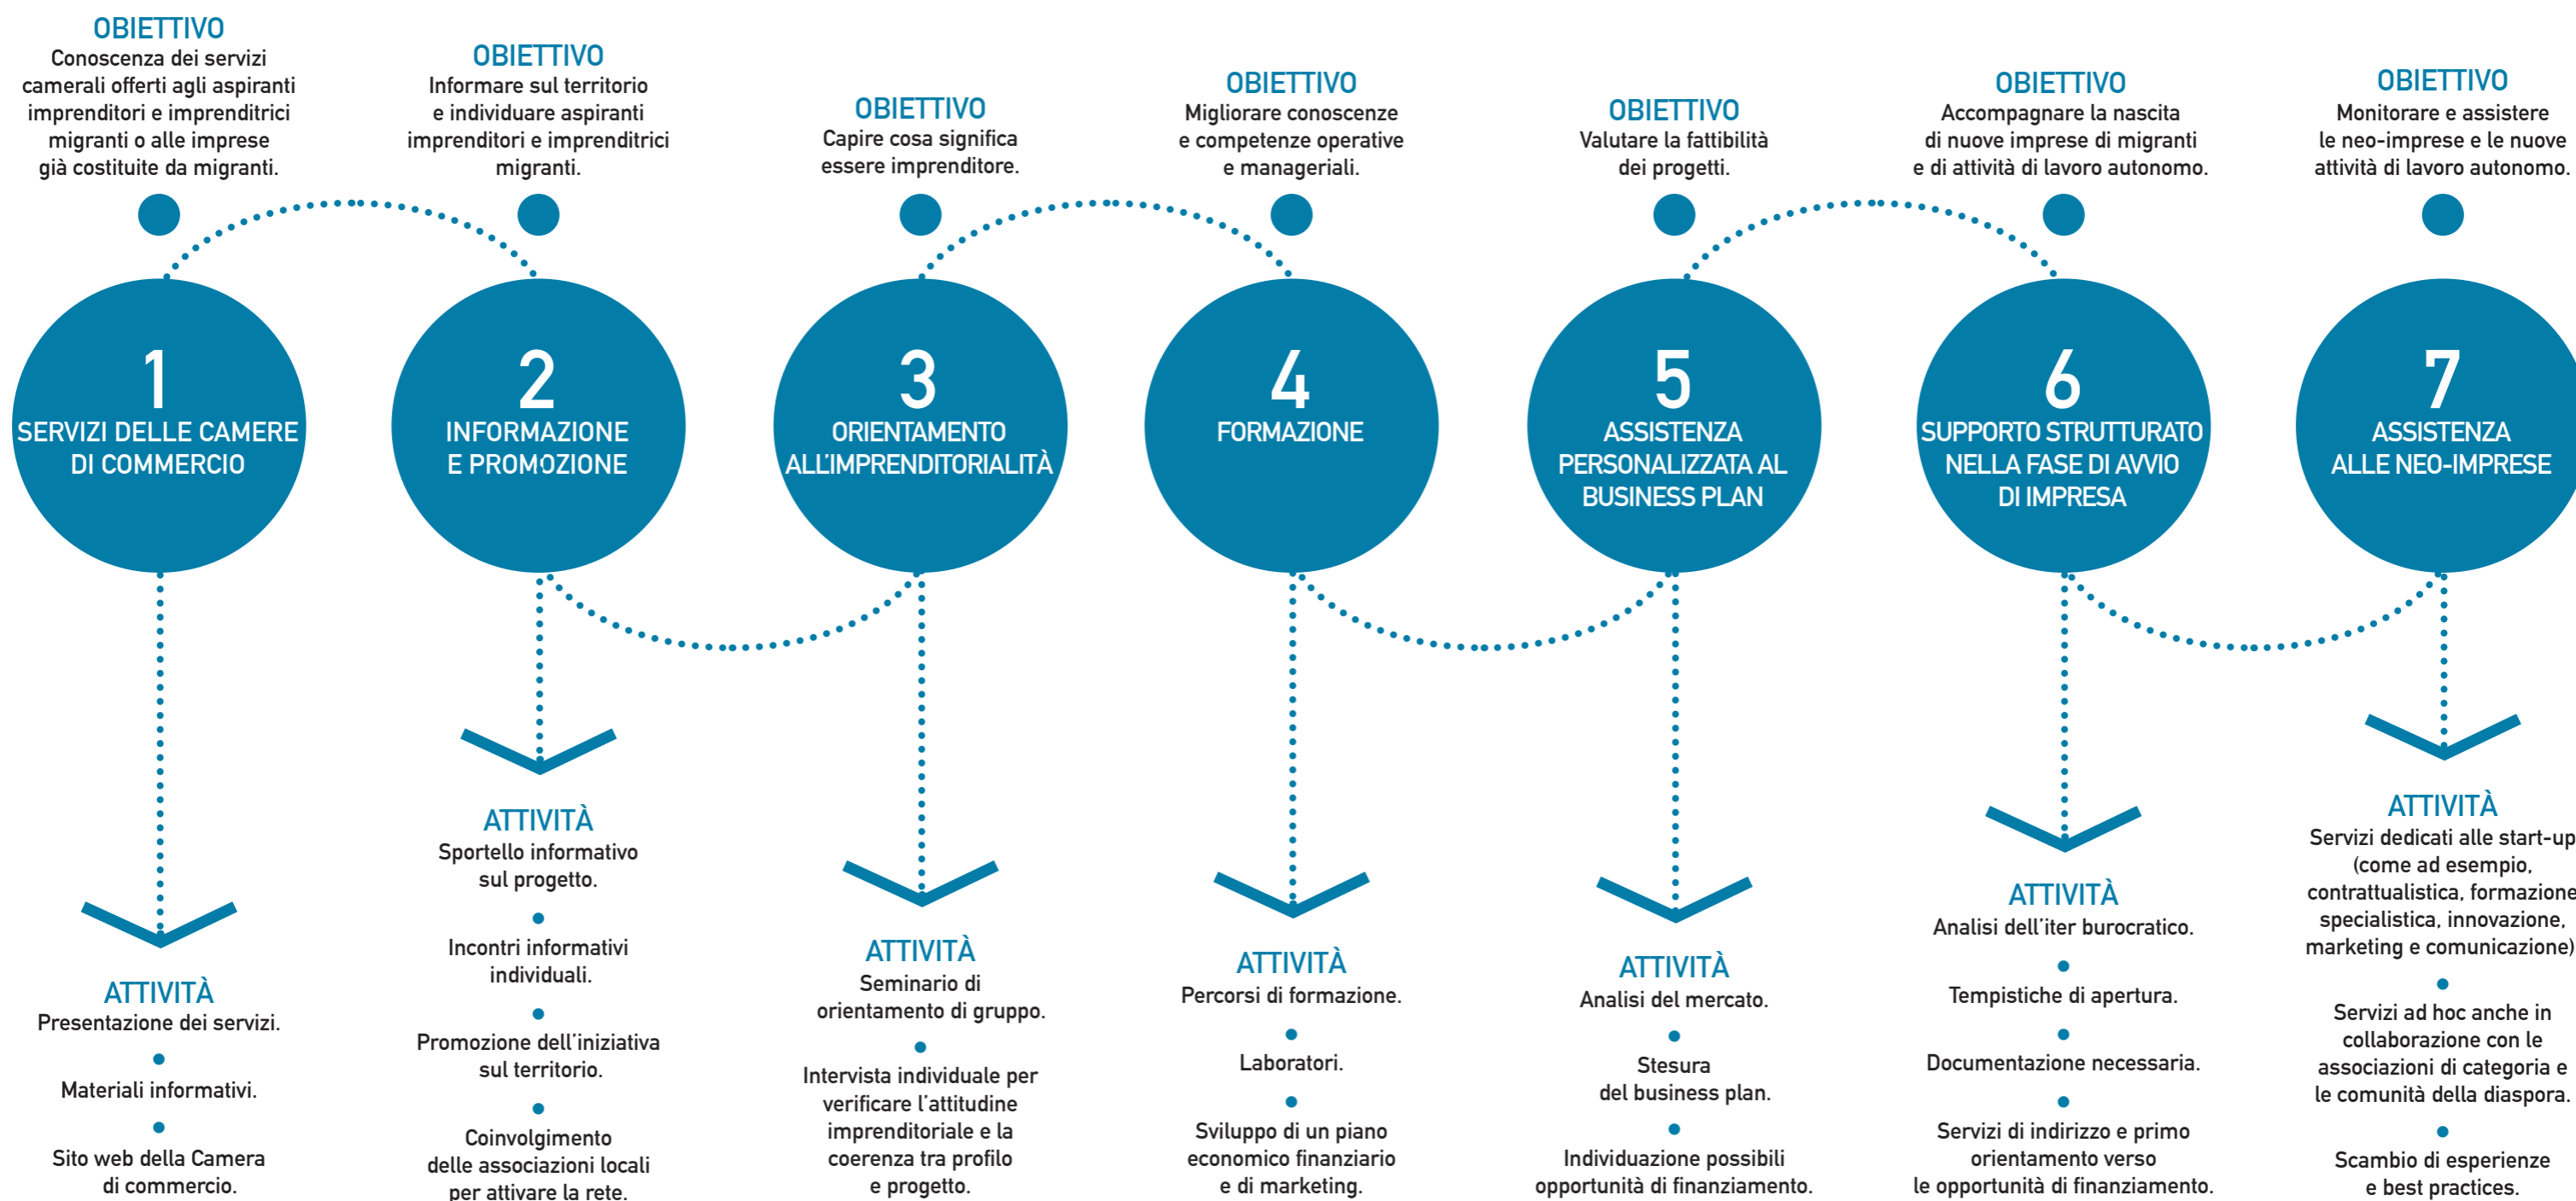 OBIETTIVO
Conoscenza dei servizi
camerali offerti agli aspiranti
imprenditori e imprenditrici
migranti o alle imprese
già costituite da migranti.
1
SERVIZI DELLE CAMERE
DI COMMERCIO
ATTIVITÀ
Presentazione dei servizi.
Materiali informativi.
Sito web della Camera
di commercio.
OBIETTIVO
Informare sul territorio
e individuare aspiranti
imprenditori e imprenditrici
migranti.
2
INFORMAZIONE
E PROMOZIONE
ATTIVITÀ
Sportello informativo
sul progetto.
Incontri informativi
individuali.
Promozione dell'iniziativa
sul territorio.
Coinvolgimento
delle associazioni locali
per attivare la rete.
OBIETTIVO
Capire cosa significa
essere imprenditore.
3
ORIENTAMENTO
ALL'IMPRENDITORIALITÀ
ATTIVITÀ
Seminario di
orientamento di gruppo.
Intervista individuale per
verificare l'attitudine
imprenditoriale e la
coerenza tra profilo
e progetto.
OBIETTIVO
Migliorare conoscenze
e competenze operative
e manageriali.
4
FORMAZIONE
ATTIVITÀ
Percorsi di formazione.
Laboratori.
Sviluppo di un piano
economico finanziario
e di marketing.
OBIETTIVO
Valutare la fattibilità
dei progetti.
5
ASSISTENZA
PERSONALIZZATA AL
BUSINESS PLAN
ATTIVITÀ
Analisi del mercato.
Stesura
del business plan.
Individuazione possibili
opportunità di finanziamento.
OBIETTIVO
Accompagnare la nascita
di nuove imprese di migranti
e di attività di lavoro autonomo.
6
SUPPORTO STRUTTURATO
NELLA FASE DI AVVIO
DI IMPRESA
ATTIVITÀ
Analisi dell'iter burocratico.
Tempistiche di apertura.
Documentazione necessaria.
Servizi di indirizzo e primo
orientamento verso
le opportunità di finanziamento.
OBIETTIVO
Monitorare e assistere
le neo-imprese e le nuove
attività di lavoro autonomo.
7
ASSISTENZA
ALLE NEO-IMPRESE
ATTIVITÀ
Servizi dedicati alle start-up
(come ad esempio,
contrattualistica, formazione
specialistica, innovazione,
marketing e comunicazione)
Servizi ad hoc anche in
collaborazione con le
associazioni di categoria e
le comunità della diaspora.
Scambio di esperienze
e best practices.